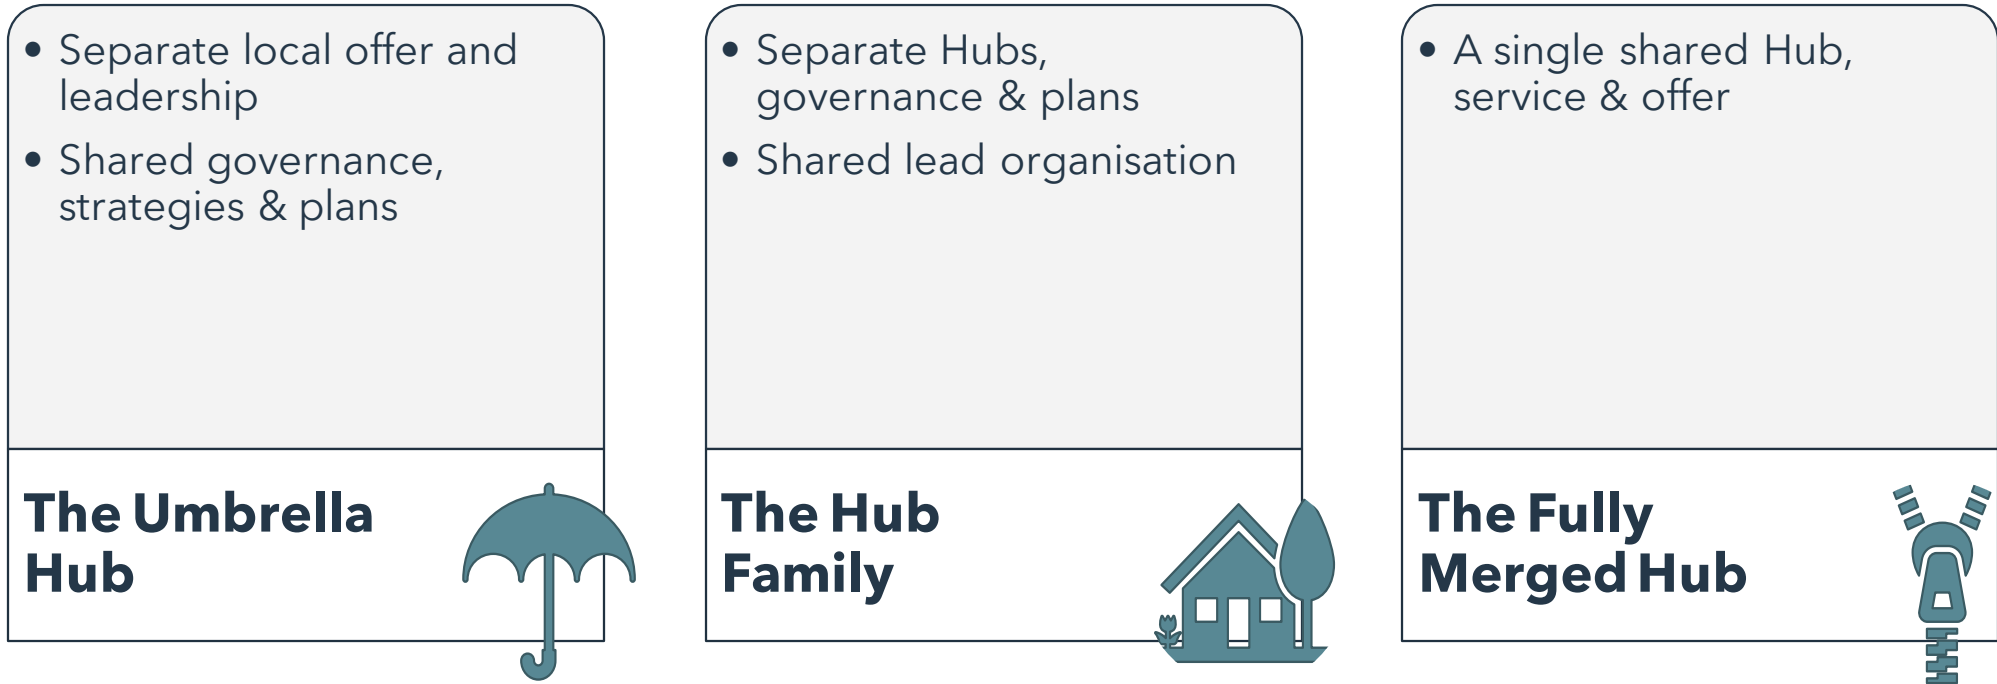 • Separate local offer and
leadership
• Shared governance,
strategies & plans
The Umbrella
Hub
• Separate Hubs,
governance & plans
• Shared lead organisation
The Hub
Family
• A single shared Hub,
service & offer
The Fully
Merged Hub